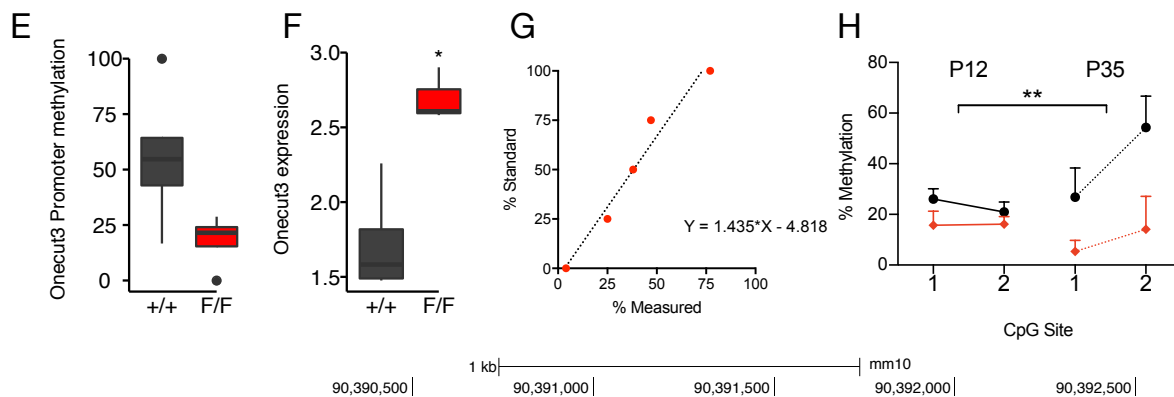 E
Onecut3 Promoter methylation
100
75
50
25
0
+/+ F/F
F
Onecut3 expression
3.0
2.5
2.0
1.5
*
+/+ F/F
G
% Standard
100
75
50
25
0
Y = 1.435*X - 4.818
0 25 50 75 100
% Measured
H
% Methylation
80
60
40
20
0
P12 P35
**
1 2 1 2
CpG Site
1 kb mm10
90,390,500 90,391,000 90,391,500 90,392,000 90,392,500